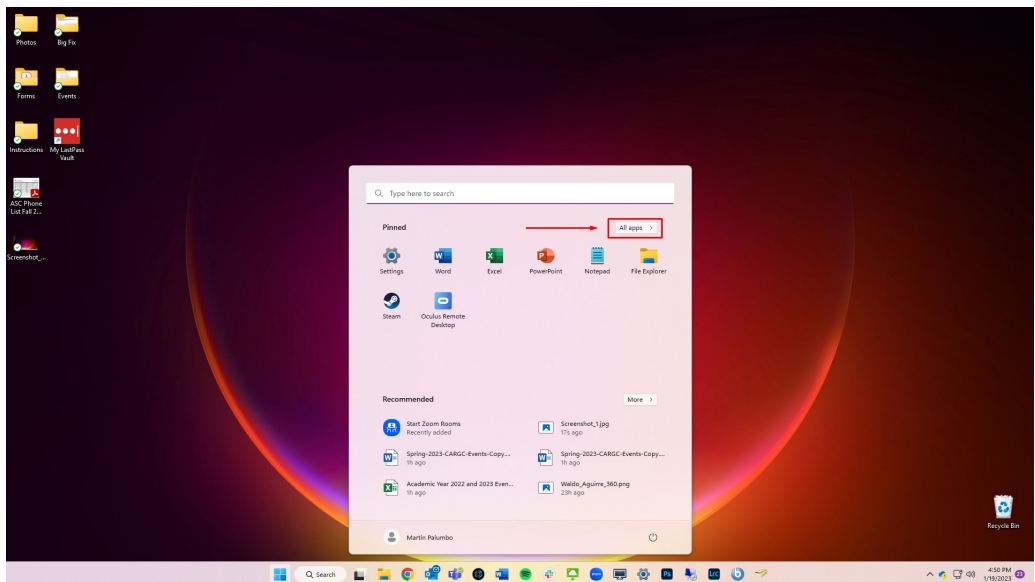 Photos
Big Fix
Forms
Events
Instructions
My LastPass
Vault
ASC Phone
List Fall 2...
Screenshot_...
Type here to search
Pinned
All apps >
Settings
Word
Excel
PowerPoint
Notepad
File Explorer
Steam
Oculus Remote
Desktop
Recommended
More >
Start Zoom Rooms
Recently added
Screenshot_1.jpg
17s ago
Spring-2023-CARGC-Events-Copy....
1h ago
Spring-2023-CARGC-Events-Copy....
1h ago
Academic Year 2022 and 2023 Even...
1h ago
Waldo_Aguirre_360.png
23h ago
Martin Palumbo
Recycle Bin
Search
Ps
LrC
4:50 PM
1/19/2023